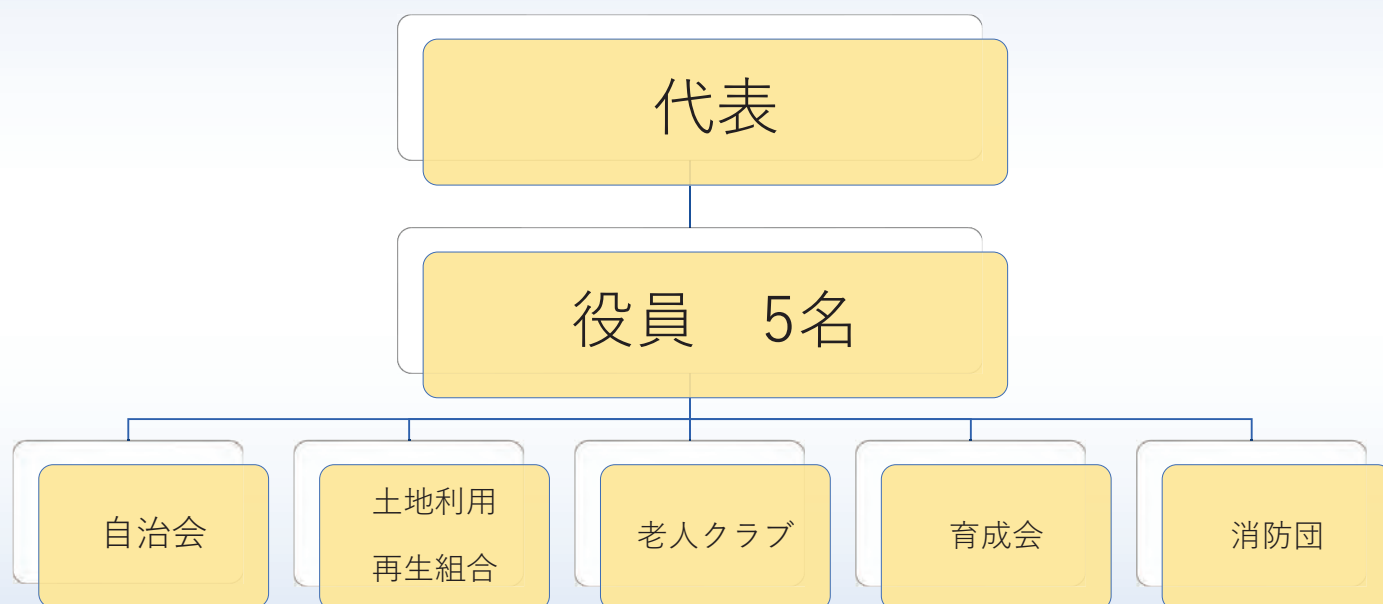 代表
役員　5名
自治会
土地利用
再生組合
老人クラブ
育成会
消防団